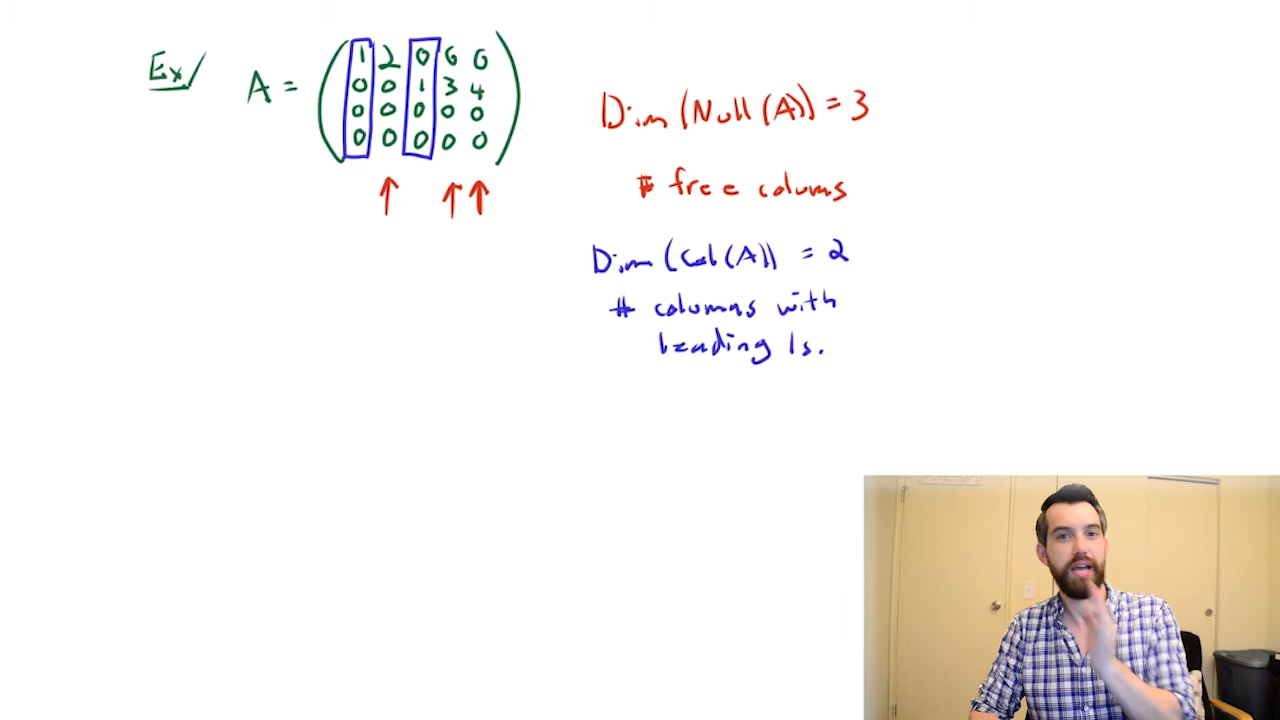 Ex/
A = ( 1 2 0 6 6
0 0 1 3 4
0 0 0 0 0
0 0 0 0 0 )
Dim (Null (A)) = 3
# free colums
Dim (Col (A)) = 2
# columns with
leading 1s.